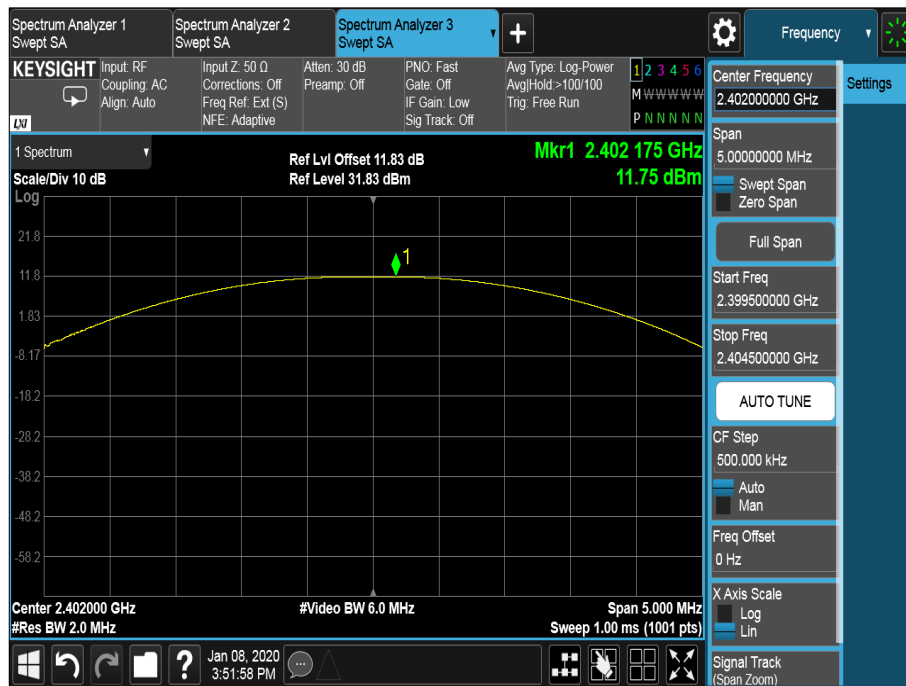 Spectrum Analyzer 1
Swept SA
Spectrum Analyzer 2
Swept SA
Spectrum Analyzer 3
Swept SA
+
Frequency
KEYSIGHT
LXI
Input: RF
Coupling: AC
Align: Auto
Input Z: 50 Ω
Corrections: Off
Freq Ref: Ext (S)
NFE: Adaptive
Atten: 30 dB
Preamp: Off
PNO: Fast
Gate: Off
IF Gain: Low
Sig Track: Off
Avg Type: Log-Power
Avg|Hold:>100/100
Trig: Free Run
1 2 3 4 5 6
M W W W W W
P N N N N N
1 Spectrum
Scale/Div 10 dB
Log
Ref Lvl Offset 11.83 dB
Ref Level 31.83 dBm
Mkr1 2.402 175 GHz
11.75 dBm
21.8
11.8
1.83
-8.17
-18.2
-28.2
-38.2
-48.2
-58.2
1
Center 2.402000 GHz
#Res BW 2.0 MHz
#Video BW 6.0 MHz
Span 5.000 MHz
Sweep 1.00 ms (1001 pts)
Center Frequency
2.402000000 GHz
Span
5.00000000 MHz
Swept Span
Zero Span
Full Span
Start Freq
2.399500000 GHz
Stop Freq
2.404500000 GHz
AUTO TUNE
CF Step
500.000 kHz
Auto
Man
Freq Offset
0 Hz
X Axis Scale
Log
Lin
Signal Track
(Span Zoom)
Settings
?
Jan 08, 2020
3:51:58 PM